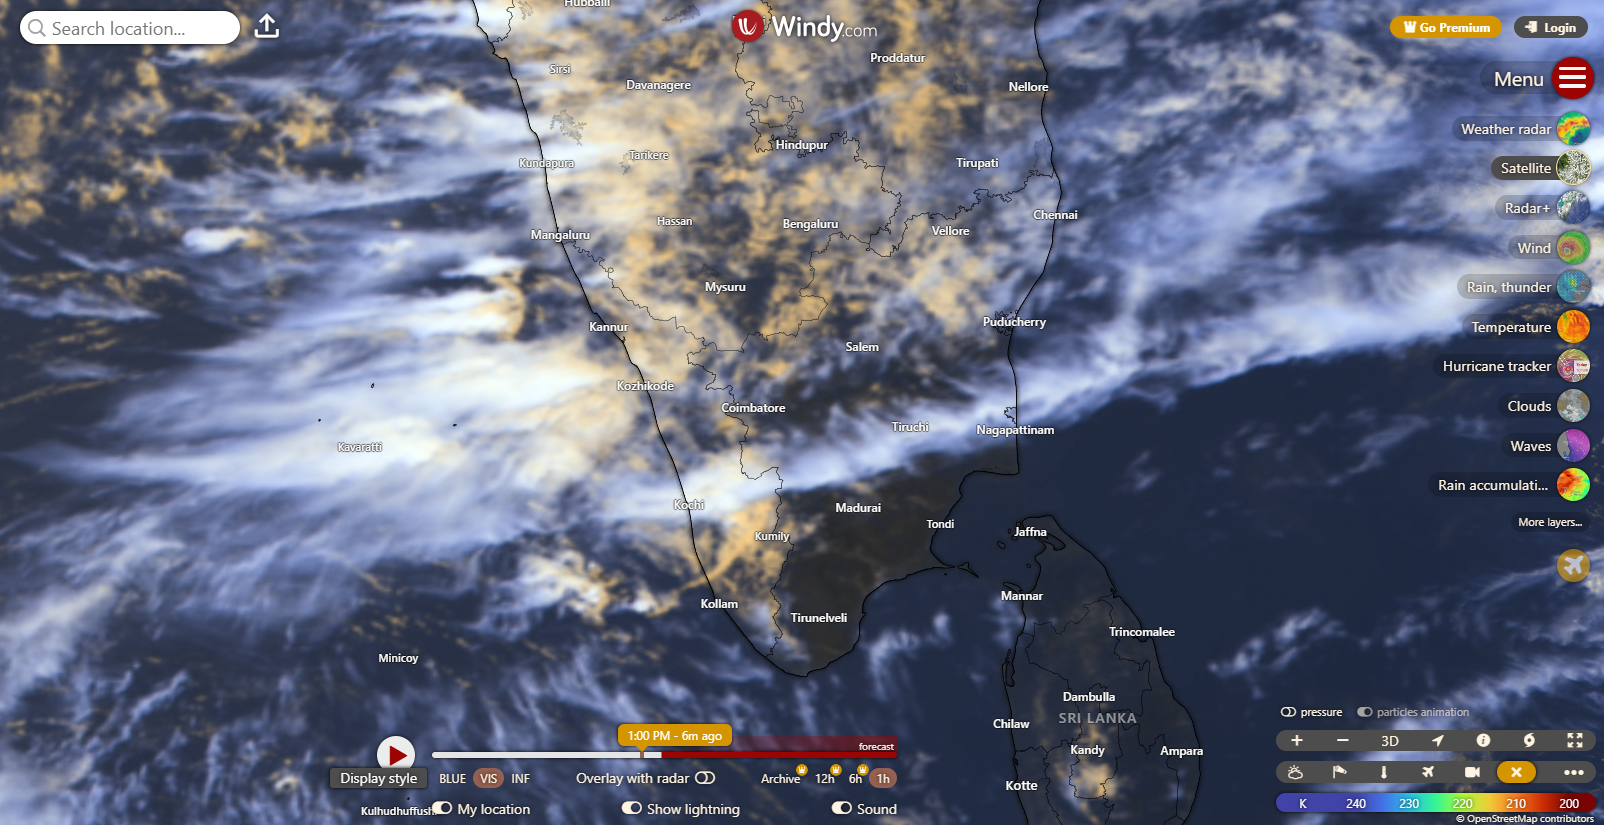 Hubballi
Search location...
Windy.com
Go Premium
Login
Sirsi
Davanagere
Proddatur
Nellore
Menu
Weather radar
Kundapura
Tarikere
Hindupur
Tirupati
Satellite
Radar+
Mangaluru
Hassan
Bengaluru
Vellore
Chennai
Wind
Mysuru
Rain, thunder
Kannur
Puducherry
Temperature
Salem
Hurricane tracker
Kozhikode
Coimbatore
Clouds
Kavaratti
Tiruchi
Nagapattinam
Waves
Rain accumulati...
Kochi
Madurai
Tondi
More layers...
Kumily
Jaffna
Mannar
Kollam
Tirunelveli
Trincomalee
Minicoy
Dambulla
SRI LANKA
Chilaw
Kandy
Ampara
Kotte
pressure
particles animation
1:00 PM - 6m ago
forecast
3D
Display style
BLUE VIS INF
Overlay with radar
Archive 12h 6h 1h
Kulhudhuffush
My location
Show lightning
Sound
K 240 230 220 210 200
© OpenStreetMap contributors